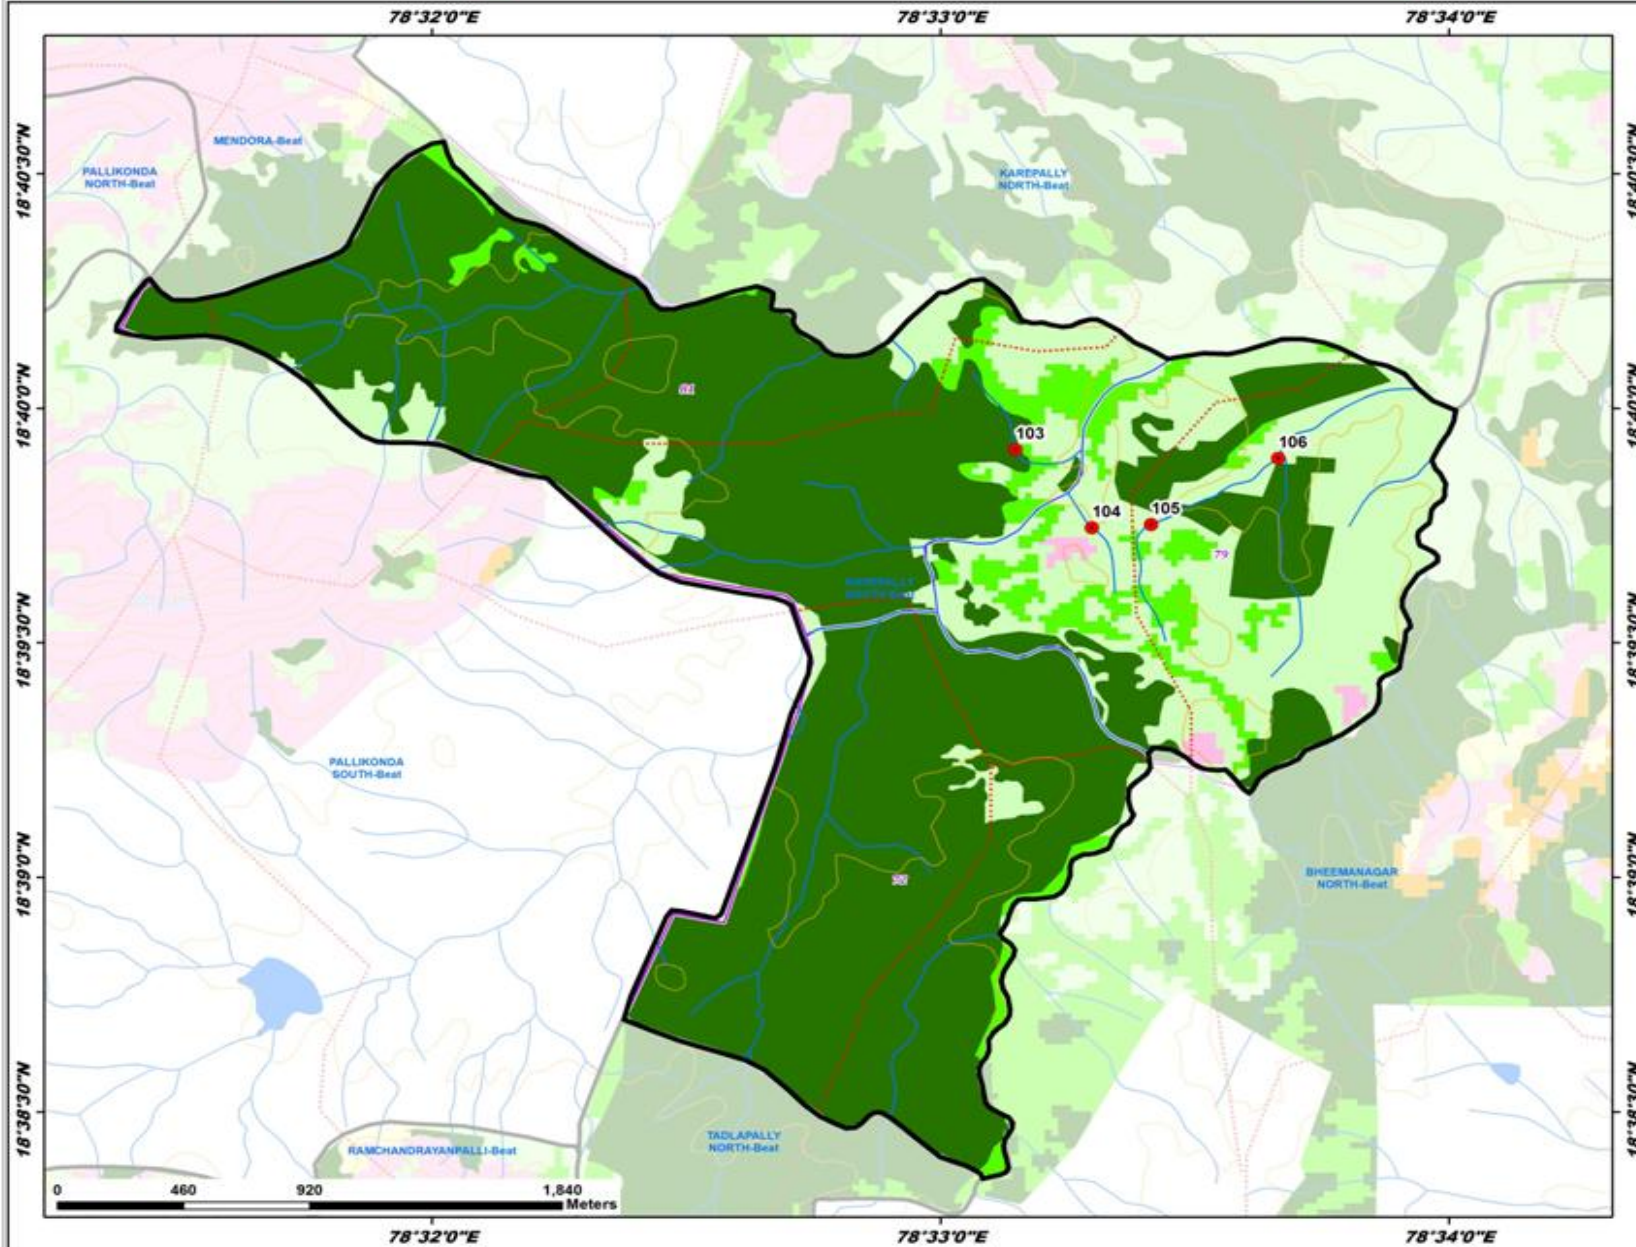 78°32'0"E
78°33'0"E
78°34'0"E
18°40'30"N
18°40'30"N
MENDORA-Beat
PALLIKONDA
NORTH-Beat
KAREPALLY
NORTH-Beat
81
18°40'0"N
18°40'0"N
103
106
104
105
79
18°39'30"N
18°39'30"N
PALLIKONDA
SOUTH-Beat
BHEEMANAGAR
NORTH-Beat
18°39'0"N
18°39'0"N
18°38'30"N
18°38'30"N
TADLAPALLY
NORTH-Beat
RAMCHANDRAYANPALLI-Beat
0 460 920 1,840
Meters
78°32'0"E
78°33'0"E
78°34'0"E